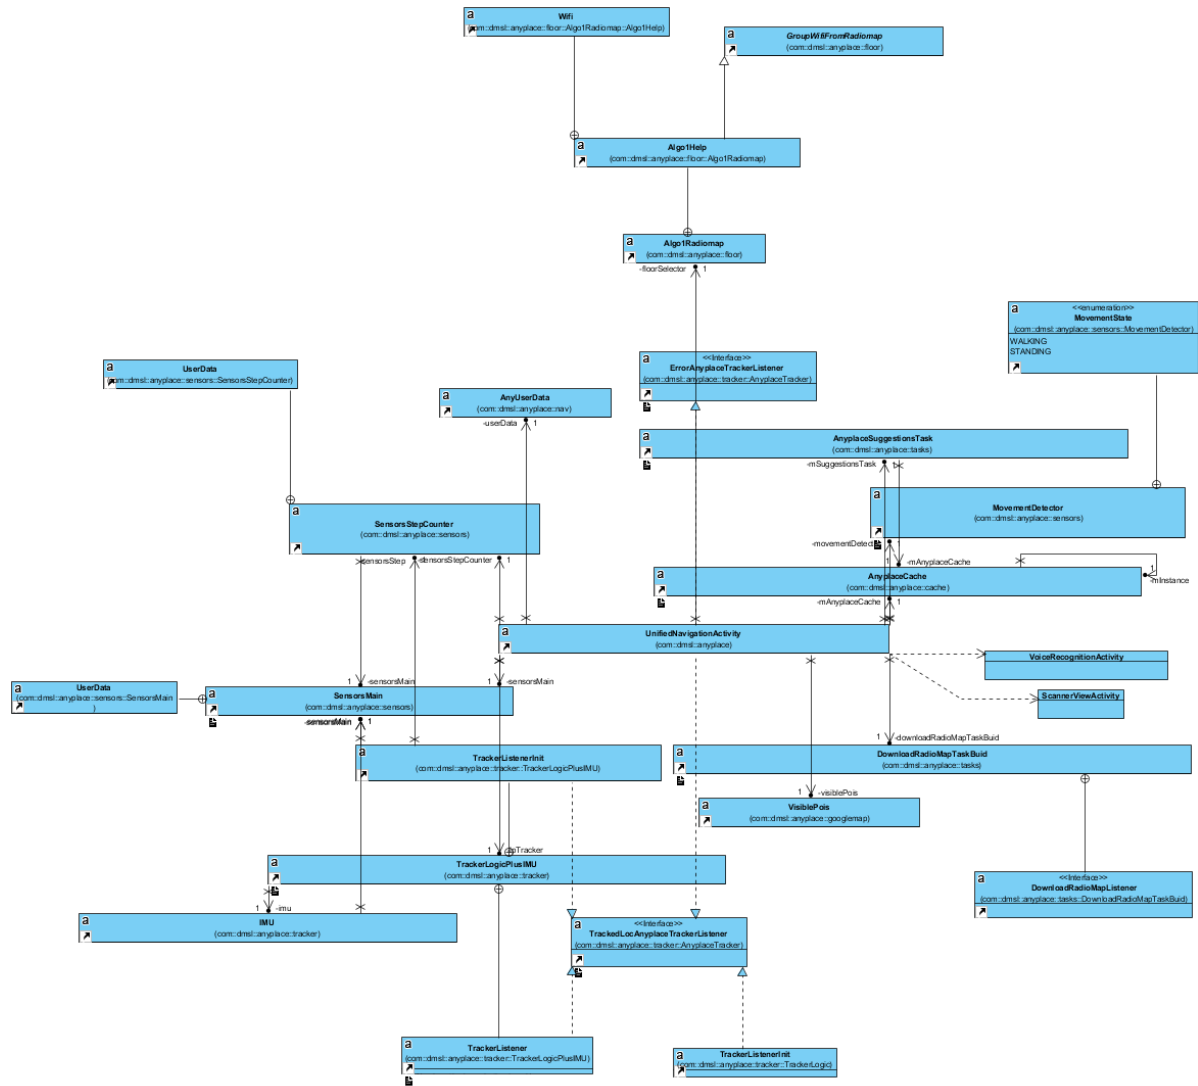 a
Wifi
(com::dmsl::anyplace::floor::Algo1Radiomap::Algo1Help)
a
GroupWifiFromRadiomap
(com::dmsl::anyplace::floor)
a
Algo1Help
(com::dmsl::anyplace::floor::Algo1Radiomap)
a
Algo1Radiomap
(com::dmsl::anyplace::floor)
-floorSelector 1
a
<<enumeration>>
MovementState
(com::dmsl::anyplace::sensors::MovementDetector)
WALKING
STANDING
a
<<Interface>>
ErrorAnyplaceTrackerListener
(com::dmsl::anyplace::tracker::AnyplaceTracker)
a
UserData
(com::dmsl::anyplace::sensors::SensorsStepCounter)
a
AnyUserData
(com::dmsl::anyplace::nav)
-userData 1
a
AnyplaceSuggestionsTask
(com::dmsl::anyplace::tasks)
-mSuggestionsTask 1
a
MovementDetector
(com::dmsl::anyplace::sensors)
-movementDetect 1
a
SensorsStepCounter
(com::dmsl::anyplace::sensors)
-sensorsStep
-sensorsStepCounter 1
1 -mAnyplaceCache
a
AnyplaceCache
(com::dmsl::anyplace::cache)
1
-mInstance
-mAnyplaceCache 1
a
UnifiedNavigationActivity
(com::dmsl::anyplace)
a
VoiceRecognitionActivity
a
ScannerViewActivity
1 -sensorsMain
1 -sensorsMain
a
UserData
(com::dmsl::anyplace::sensors::SensorsMain
)
a
SensorsMain
(com::dmsl::anyplace::sensors)
-sensorsMain 1
a
TrackerListenerInit
(com::dmsl::anyplace::tracker::TrackerLogicPlusIMU)
1 -downloadRadioMapTaskBuid
a
DownloadRadioMapTaskBuid
(com::dmsl::anyplace::tasks)
1 -visiblePois
a
VisiblePois
(com::dmsl::anyplace::googlemap)
1
a
TrackerLogicPlusIMU
(com::dmsl::anyplace::tracker)
1 -imu
a
IMU
(com::dmsl::anyplace::tracker)
a
<<Interface>>
DownloadRadioMapListener
(com::dmsl::anyplace::tasks::DownloadRadioMapTaskBuid)
a
<<Interface>>
TrackedLocAnyplaceTrackerListener
(com::dmsl::anyplace::tracker::AnyplaceTracker)
a
TrackerListener
(com::dmsl::anyplace::tracker::TrackerLogicPlusIMU)
a
TrackerListenerInit
(com::dmsl::anyplace::tracker::TrackerLogic)